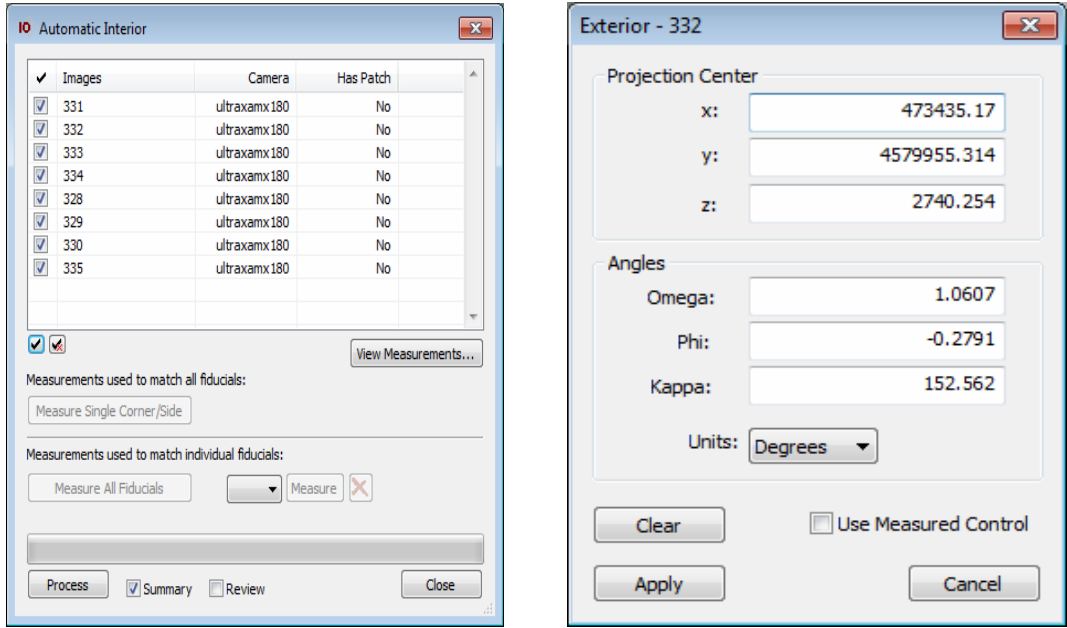 IO Automatic Interior
Images Camera Has Patch
331 ultraxamx180 No
332 ultraxamx180 No
333 ultraxamx180 No
334 ultraxamx180 No
328 ultraxamx180 No
329 ultraxamx180 No
330 ultraxamx180 No
335 ultraxamx180 No
View Measurements...
Measurements used to match all fiducials:
Measure Single Corner/Side
Measurements used to match individual fiducials:
Measure All Fiducials Measure
Process Summary Review Close
Exterior - 332
Projection Center
x: 473435.17
y: 4579955.314
z: 2740.254
Angles
Omega: 1.0607
Phi: -0.2791
Kappa: 152.562
Units: Degrees
Clear Use Measured Control
Apply Cancel